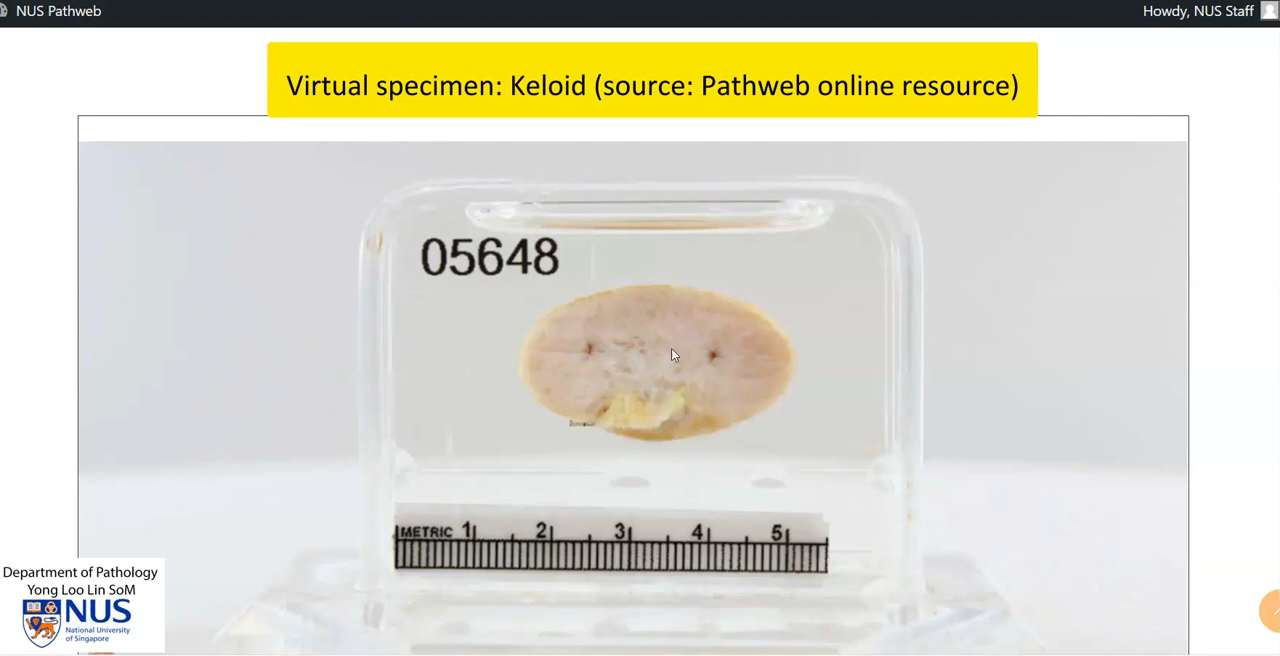 NUS Pathweb
Howdy, NUS Staff
Virtual specimen: Keloid (source: Pathweb online resource)
05648
METRIC 1 2 3 4 5
Department of Pathology
Yong Loo Lin SoM
NUS
National University
of Singapore